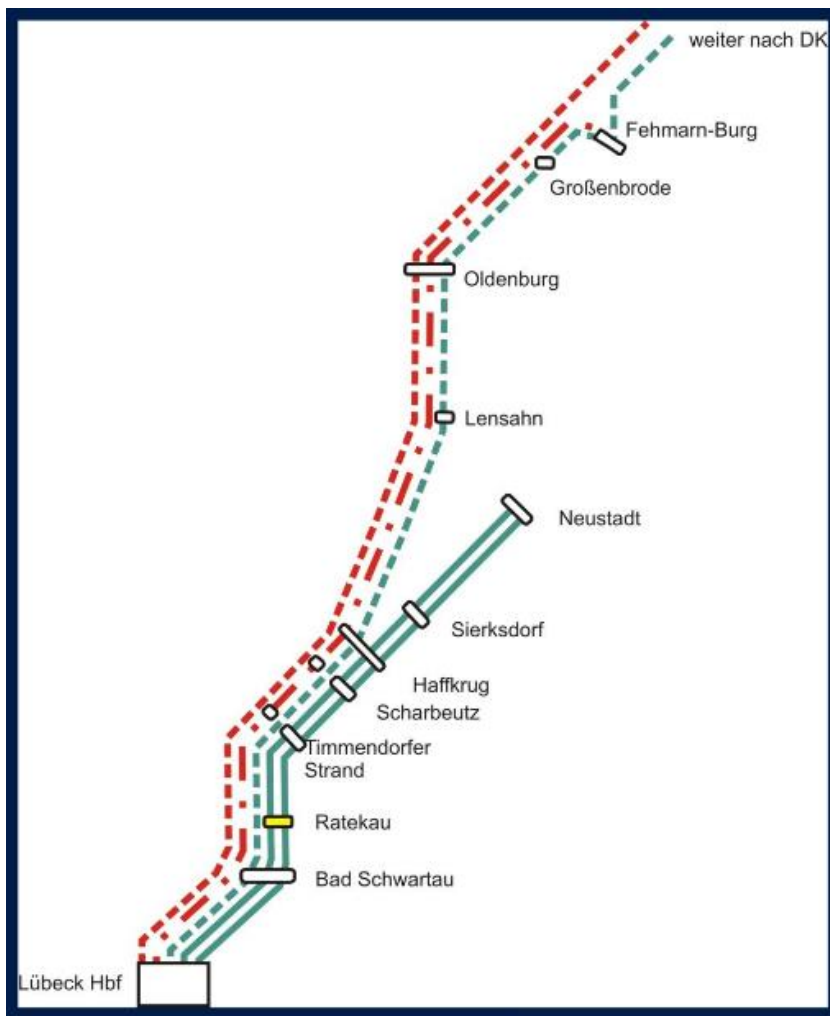 weiter nach DK
Fehmarn-Burg
Großenbrode
Oldenburg
Lensahn
Neustadt
Sierksdorf
Haffkrug
Scharbeutz
Timmendorfer
Strand
Ratekau
Bad Schwartau
Lübeck Hbf